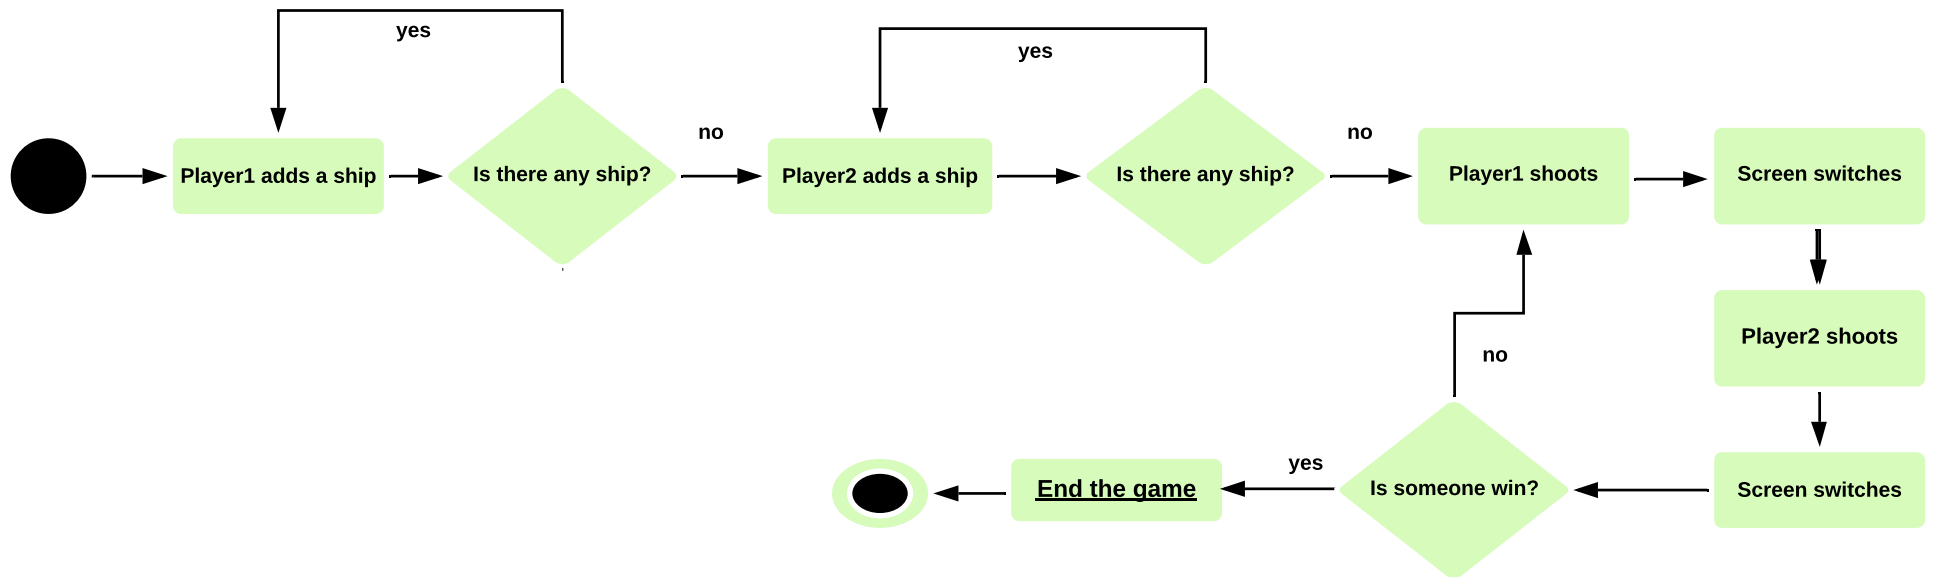 yes
yes
no
no
Player1 adds a ship
Is there any ship?
Player2 adds a ship
Is there any ship?
Player1 shoots
Screen switches
Player2 shoots
no
yes
End the game
Is someone win?
Screen switches